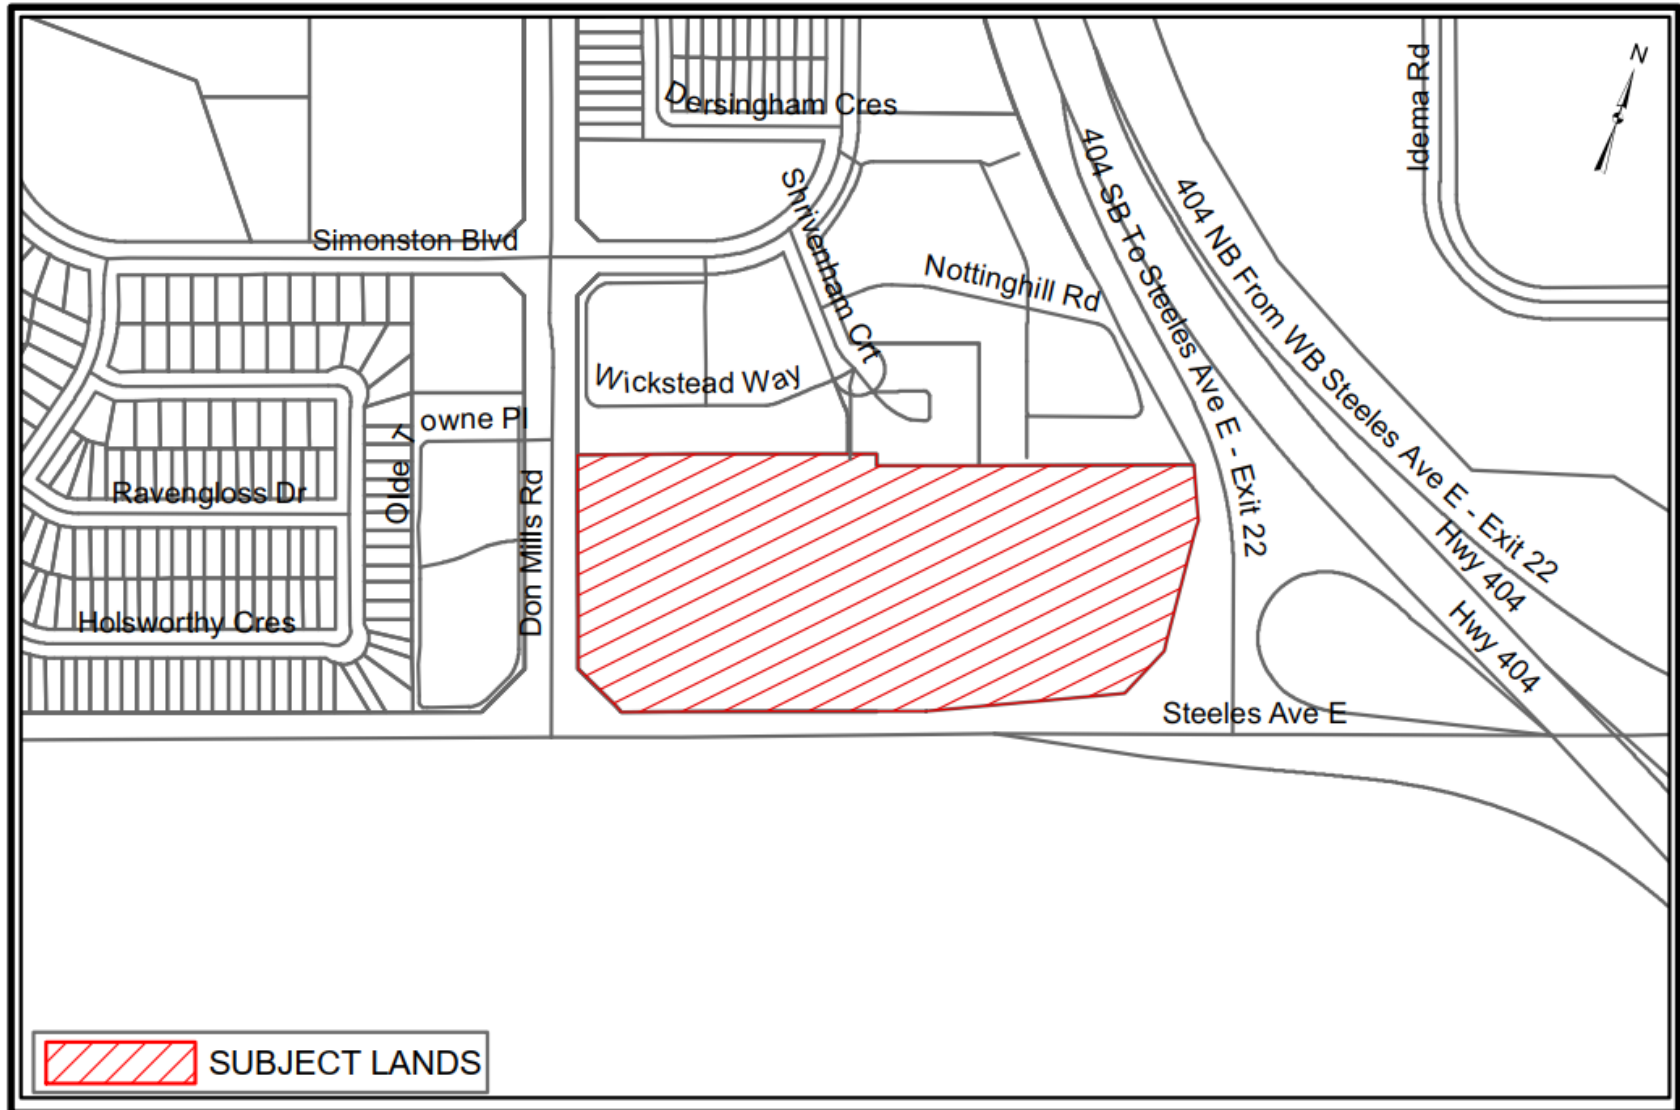 N
Idema Rd
Dersingham Cres
404 SB To Steeles Ave E - Exit 22
404 NB From WB Steeles Ave E - Exit 22
Shrivenham Crt
Simonston Blvd
Nottinghill Rd
Wickstead Way
Olde Towne Pl
Don Mills Rd
Ravengloss Dr
Hwy 404
Hwy 404
Holsworthy Cres
Steeles Ave E
SUBJECT LANDS